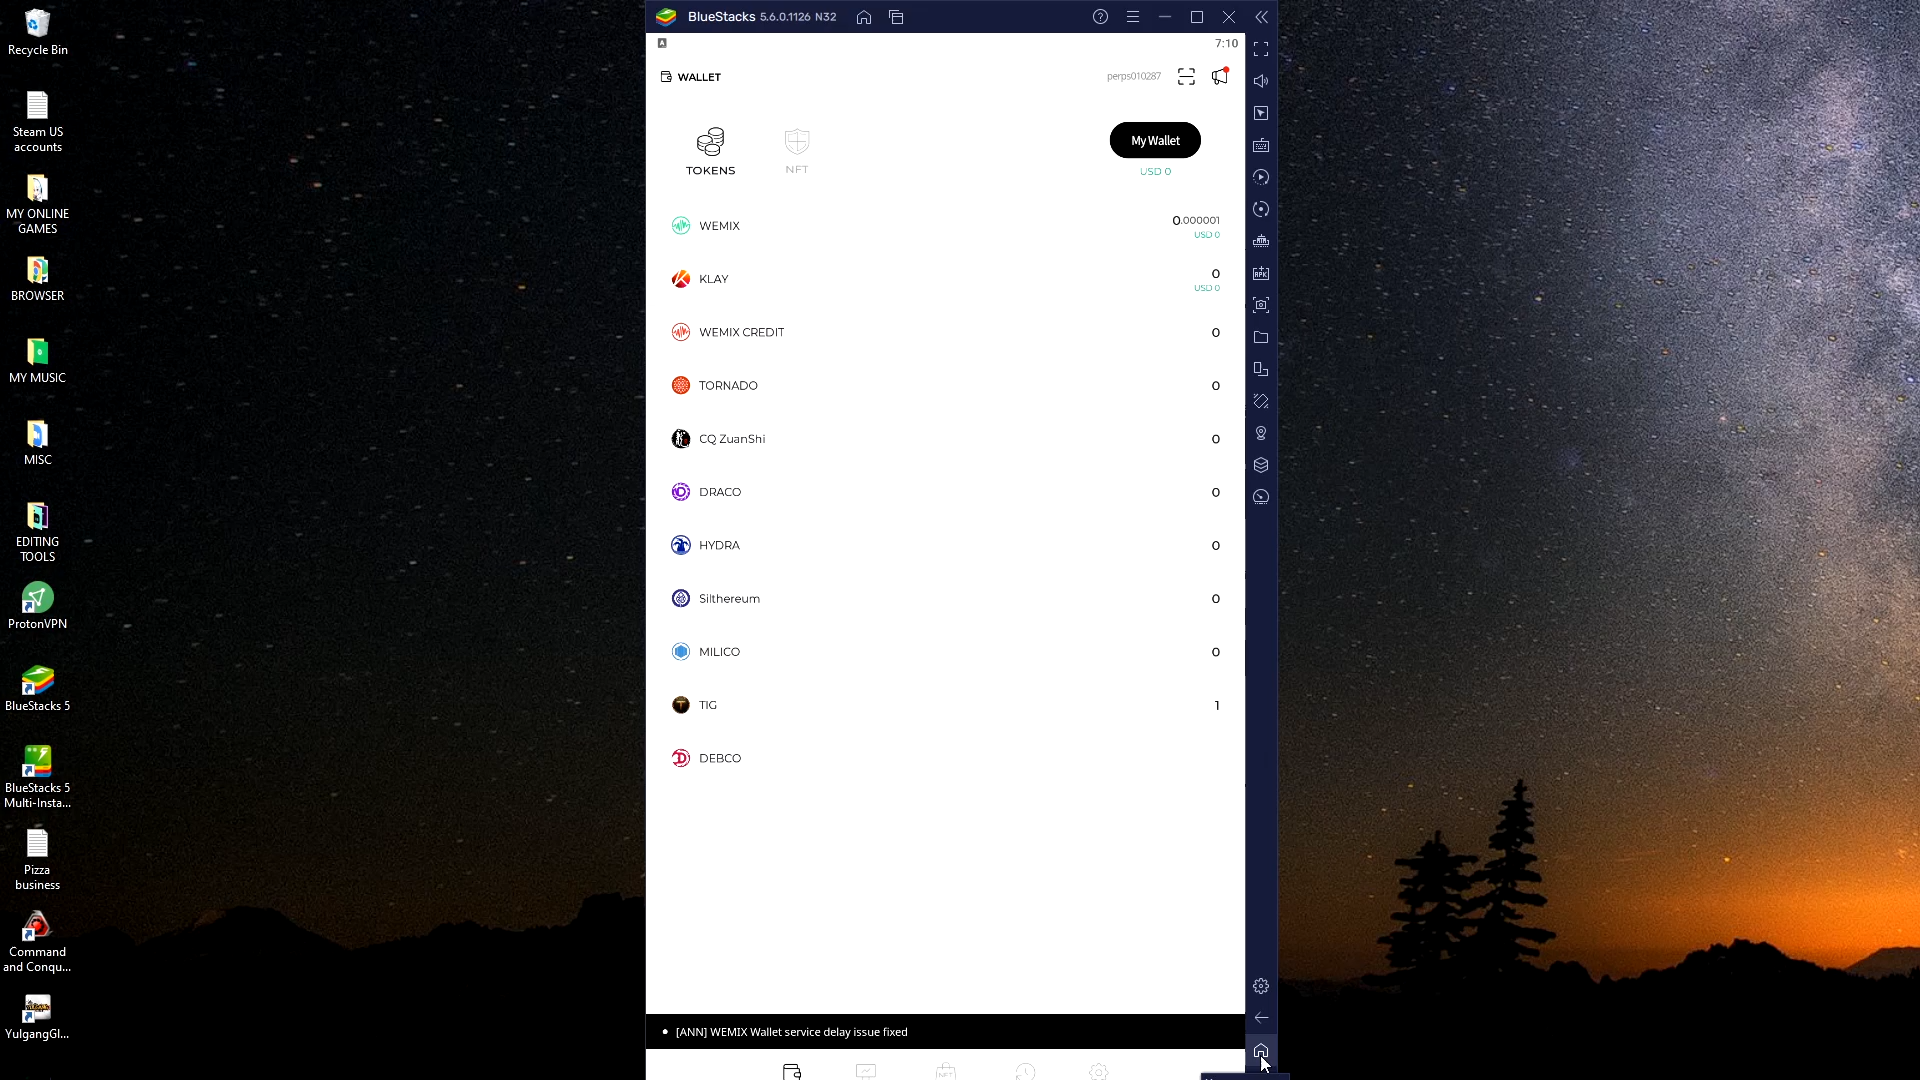 Recycle Bin
Steam US
accounts
MY ONLINE
GAMES
BROWSER
MY MUSIC
MISC
EDITING
TOOLS
ProtonVPN
BlueStacks 5
BlueStacks 5
Multi-Insta...
Pizza
business
Command
and Conqu...
YulgangGl...
BlueStacks 5.6.0.1126 N32
7:10
WALLET
perps010287
TOKENS
NFT
My Wallet
USD 0
WEMIX
0.000001
USD 0
KLAY
0
USD 0
WEMIX CREDIT
0
TORNADO
0
CQ ZuanShi
0
DRACO
0
HYDRA
0
Silthereum
0
MILICO
0
TIG
1
DEBCO
• [ANN] WEMIX Wallet service delay issue fixed